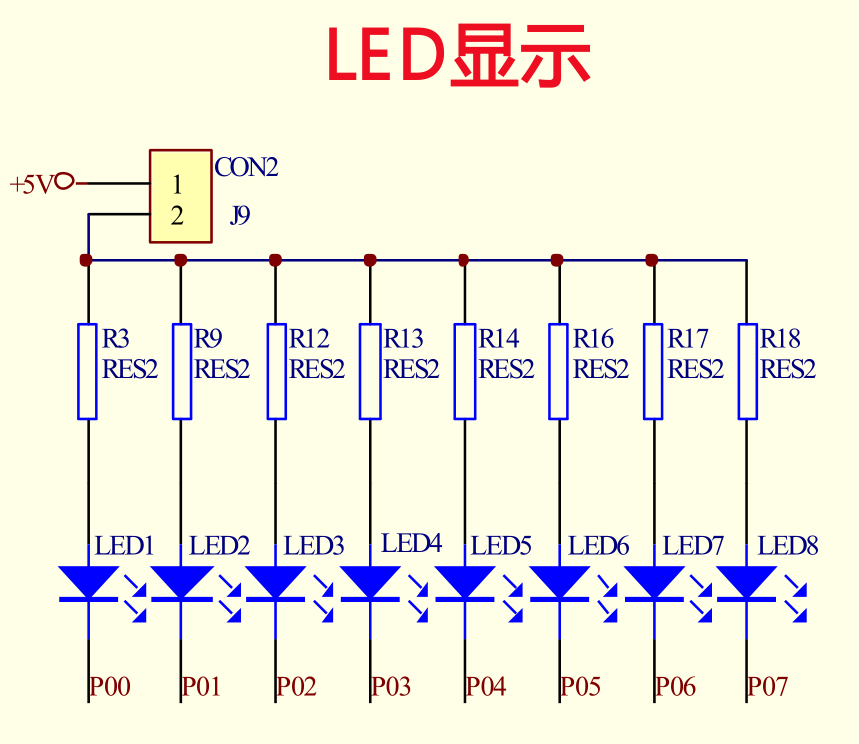 LED显示
CON2
+5V
1
2
J9
R3 R9 R12 R13 R14 R16 R17 R18
RES2 RES2 RES2 RES2 RES2 RES2 RES2 RES2
LED1 LED2 LED3 LED4 LED5 LED6 LED7 LED8
P00 P01 P02 P03 P04 P05 P06 P07